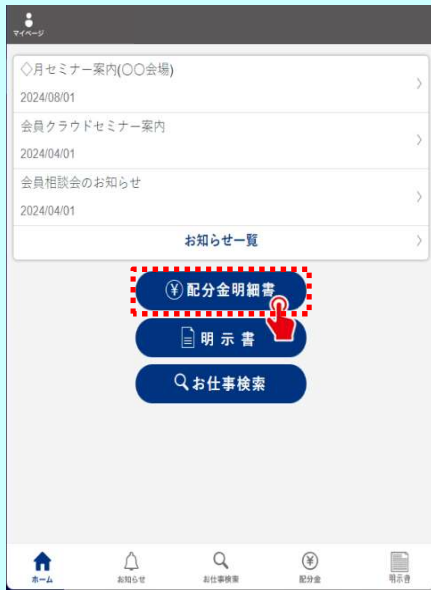 マイページ
◇月セミナー案内(〇〇会場)
2024/08/01
会員クラウドセミナー案内
2024/04/01
会員相談会のお知らせ
2024/04/01
お知らせ一覧
¥ 配分金明細書
明示書
お仕事検索
ホーム
お知らせ
お仕事検索
¥
配分金
明示書